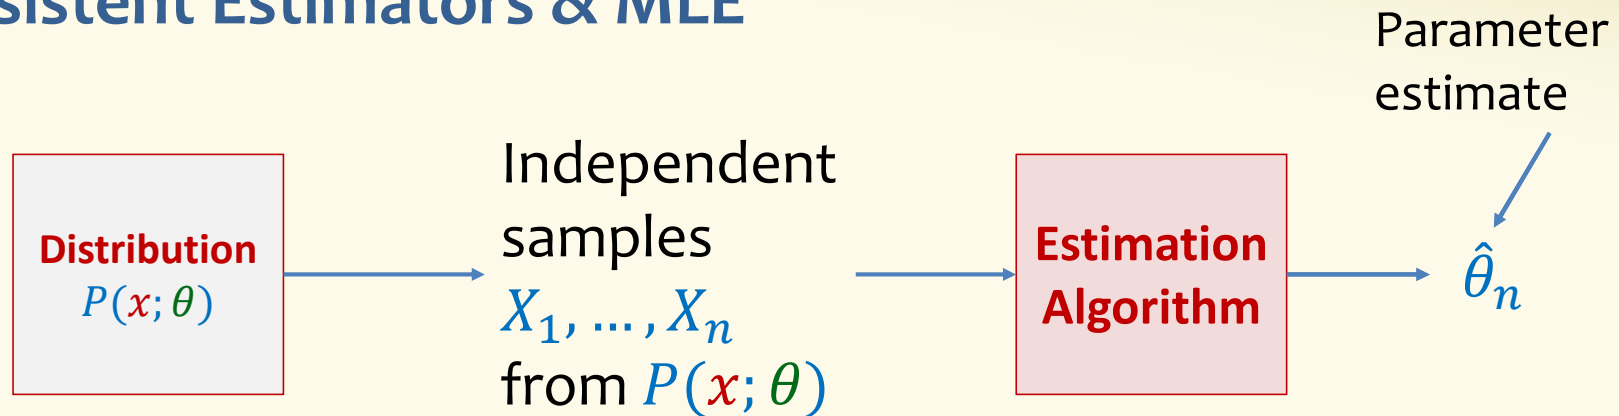 sistent Estimators & MLE
Parameter
estimate
Distribution
P(x; θ)
Independent
samples
X₁, … , Xₙ
from P(x; θ)
Estimation
Algorithm
θ̂ₙ